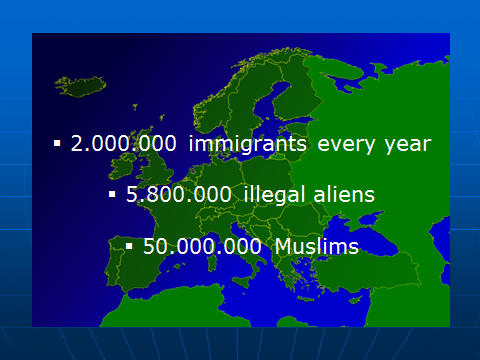 ▪ 2.000.000 immigrants every year
▪ 5.800.000 illegal aliens
▪ 50.000.000 Muslims